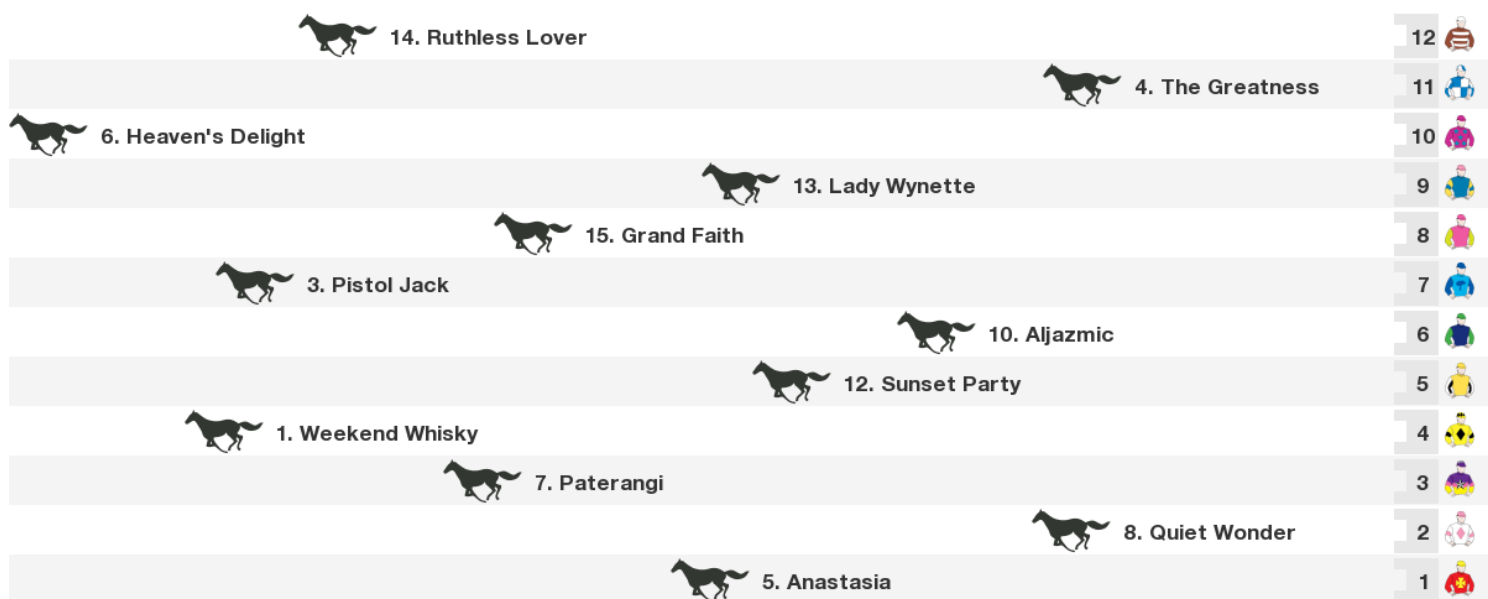 14. Ruthless Lover 12
4. The Greatness 11
6. Heaven's Delight 10
13. Lady Wynette 9
15. Grand Faith 8
3. Pistol Jack 7
10. Aljazmic 6
12. Sunset Party 5
1. Weekend Whisky 4
7. Paterangi 3
8. Quiet Wonder 2
5. Anastasia 1